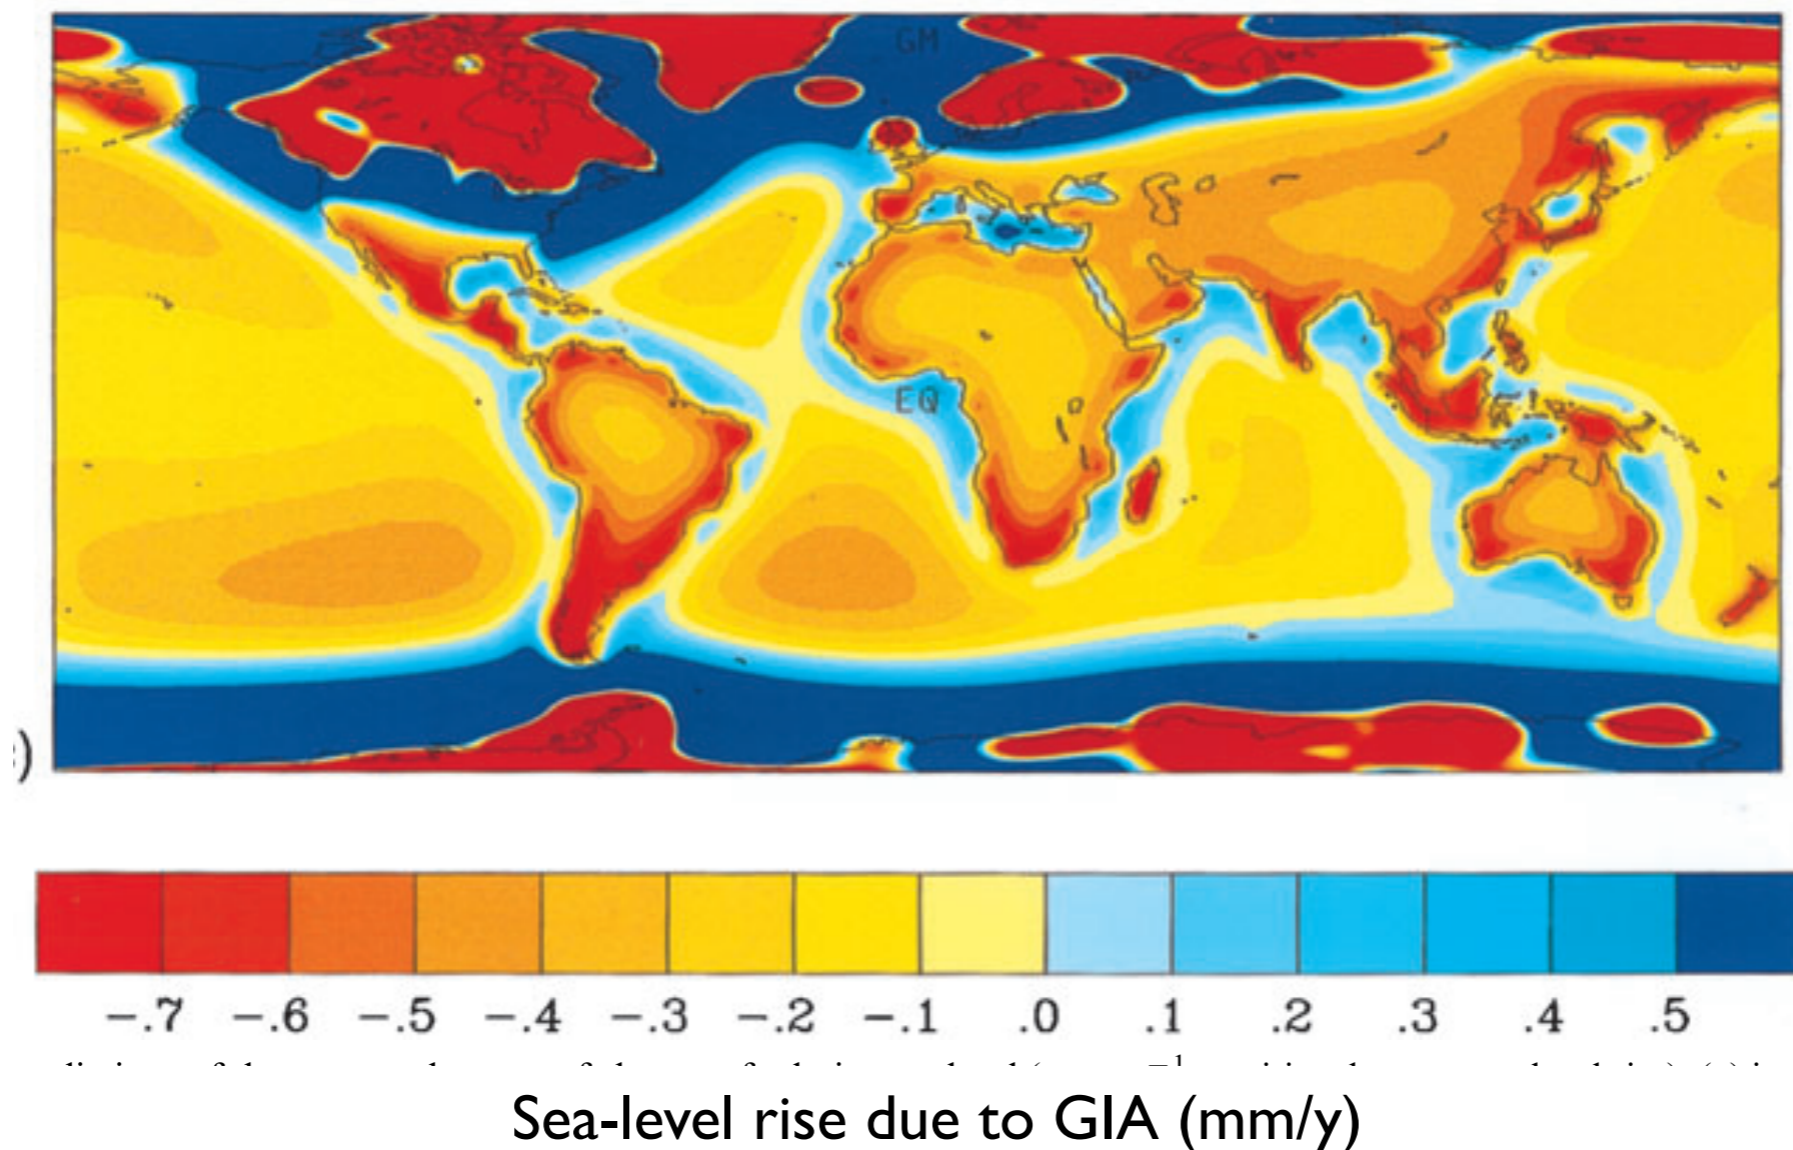 GM
EQ
)
−.7 −.6 −.5 −.4 −.3 −.2 −.1 .0 .1 .2 .3 .4 .5
Sea-level rise due to GIA (mm/y)